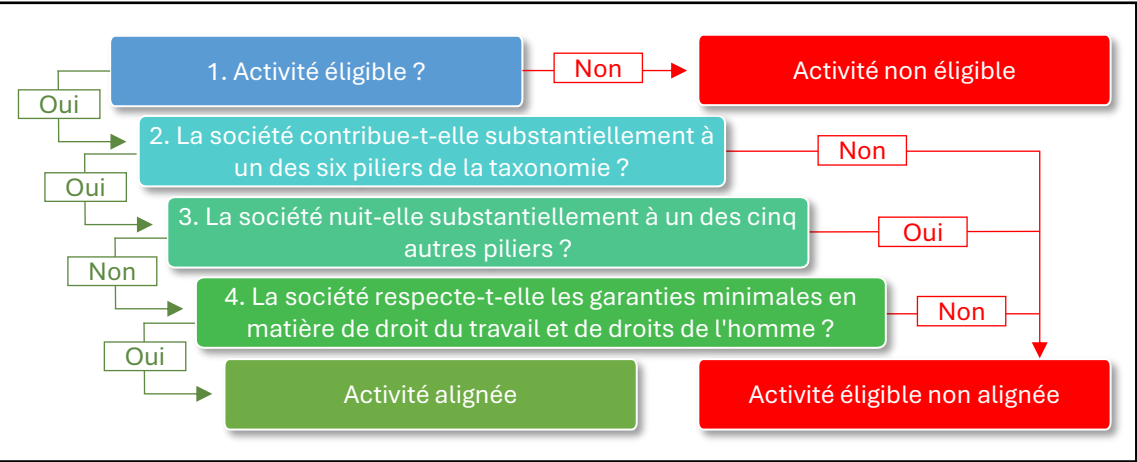 1. Activité éligible ?
Non
Activité non éligible
Oui
2. La société contribue-t-elle substantiellement à
un des six piliers de la taxonomie ?
Non
Oui
3. La société nuit-elle substantiellement à un des cinq
autres piliers ?
Oui
Non
4. La société respecte-t-elle les garanties minimales en
matière de droit du travail et de droits de l'homme ?
Non
Oui
Activité alignée
Activité éligible non alignée